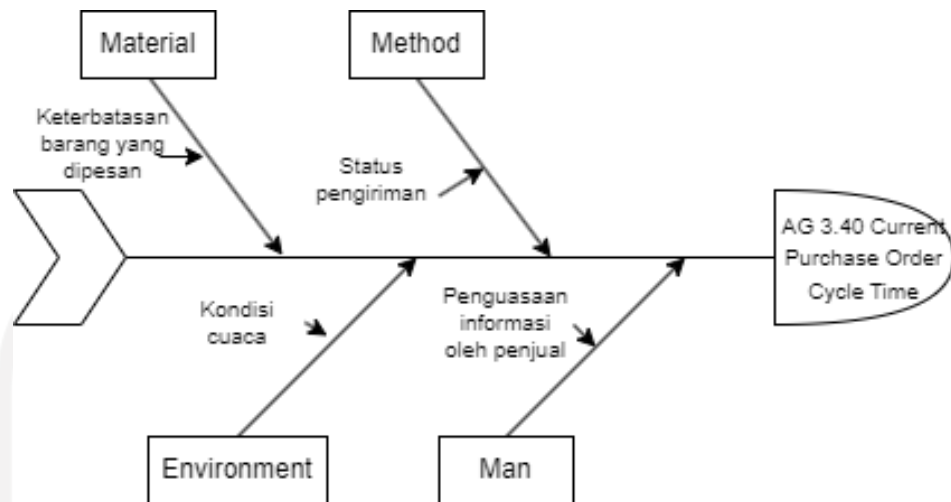 Material
Method
Keterbatasan
barang yang
dipesan
Status
pengiriman
AG 3.40 Current
Purchase Order
Cycle Time
Kondisi
cuaca
Penguasaan
informasi
oleh penjual
Environment
Man